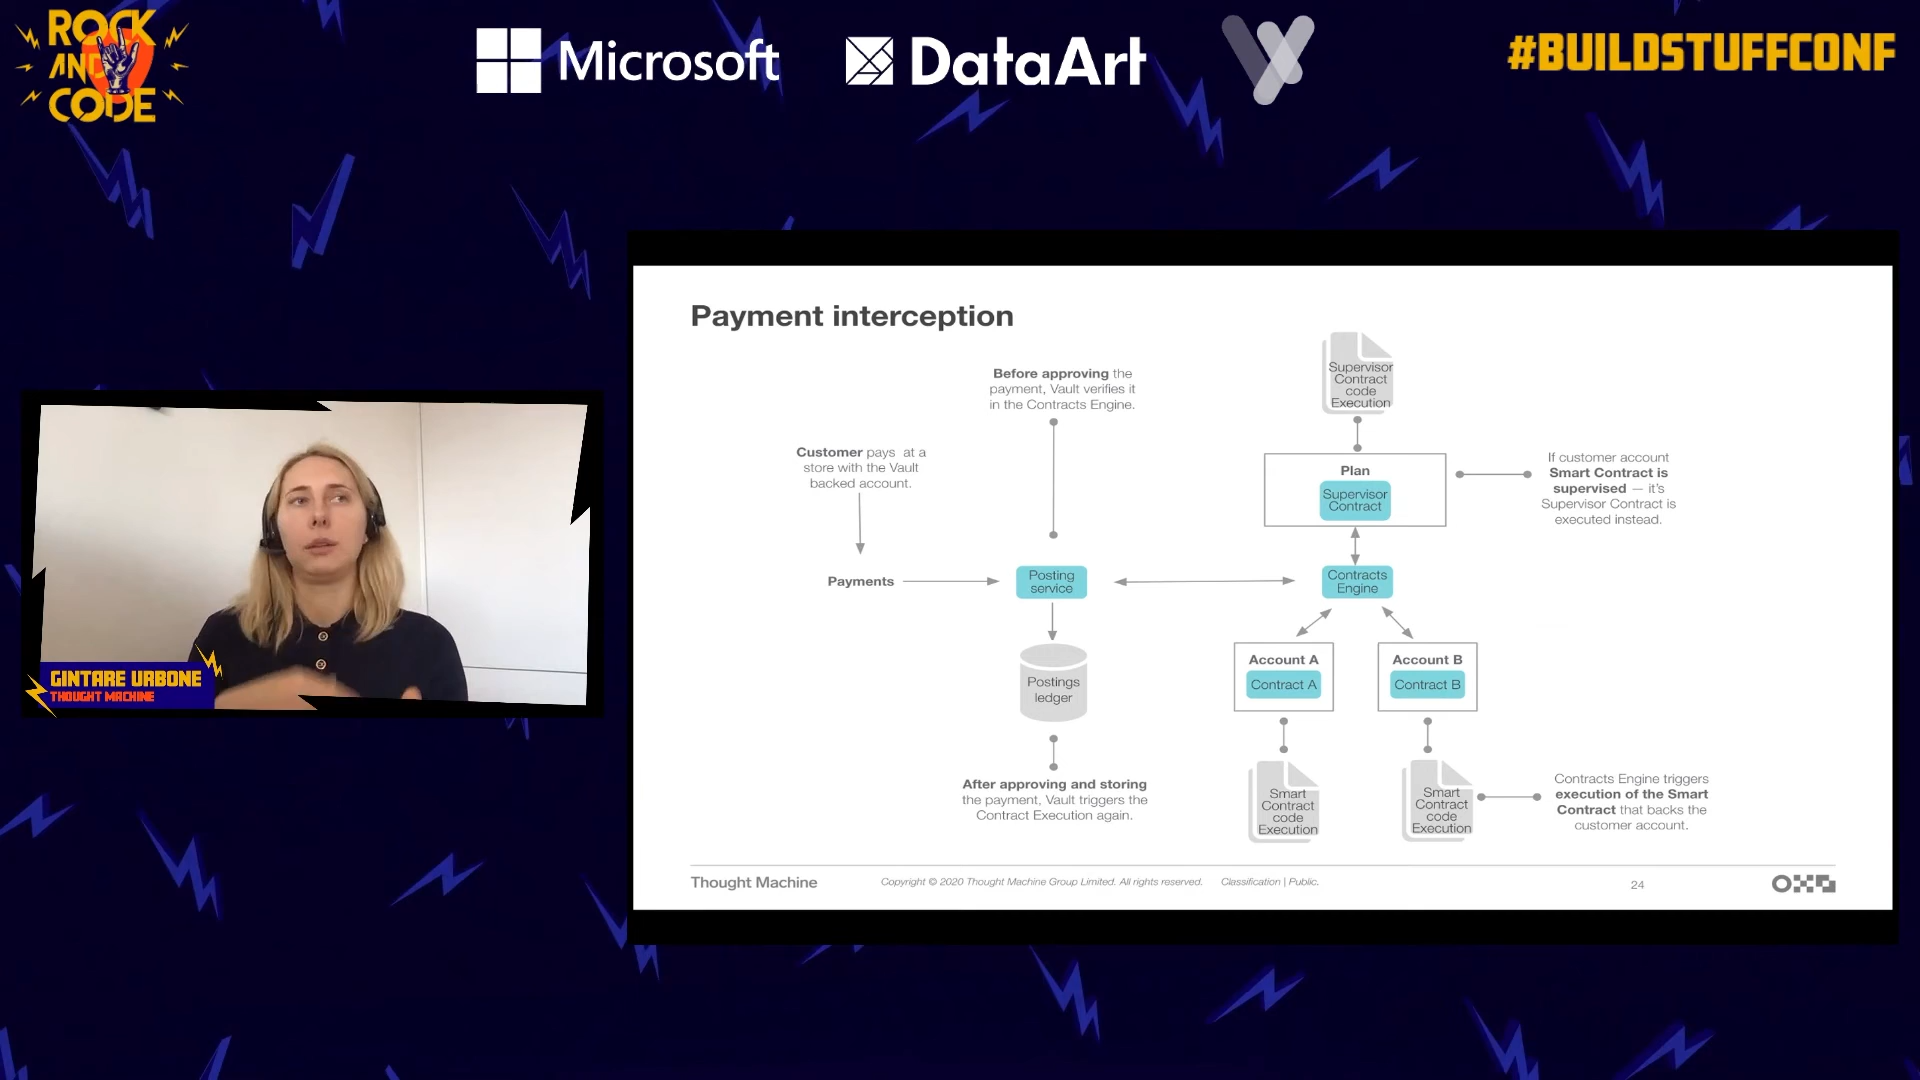 ROCK
AND
CODE
Microsoft
DataArt
#BUILDSTUFFCONF
GINTARE URBONE
THOUGHT MACHINE
Payment interception
Before approving the
payment, Vault verifies it
in the Contracts Engine.
Customer pays at a
store with the Vault
backed account.
Payments
Posting
service
Postings
ledger
After approving and storing
the payment, Vault triggers the
Contract Execution again.
Supervisor
Contract
code
Execution
Plan
Supervisor
Contract
If customer account
Smart Contract is
supervised — it's
Supervisor Contract is
executed instead.
Contracts
Engine
Account A
Contract A
Account B
Contract B
Smart
Contract
code
Execution
Smart
Contract
code
Execution
Contracts Engine triggers
execution of the Smart
Contract that backs the
customer account.
Thought Machine
Copyright © 2020 Thought Machine Group Limited. All rights reserved.
Classification | Public.
24